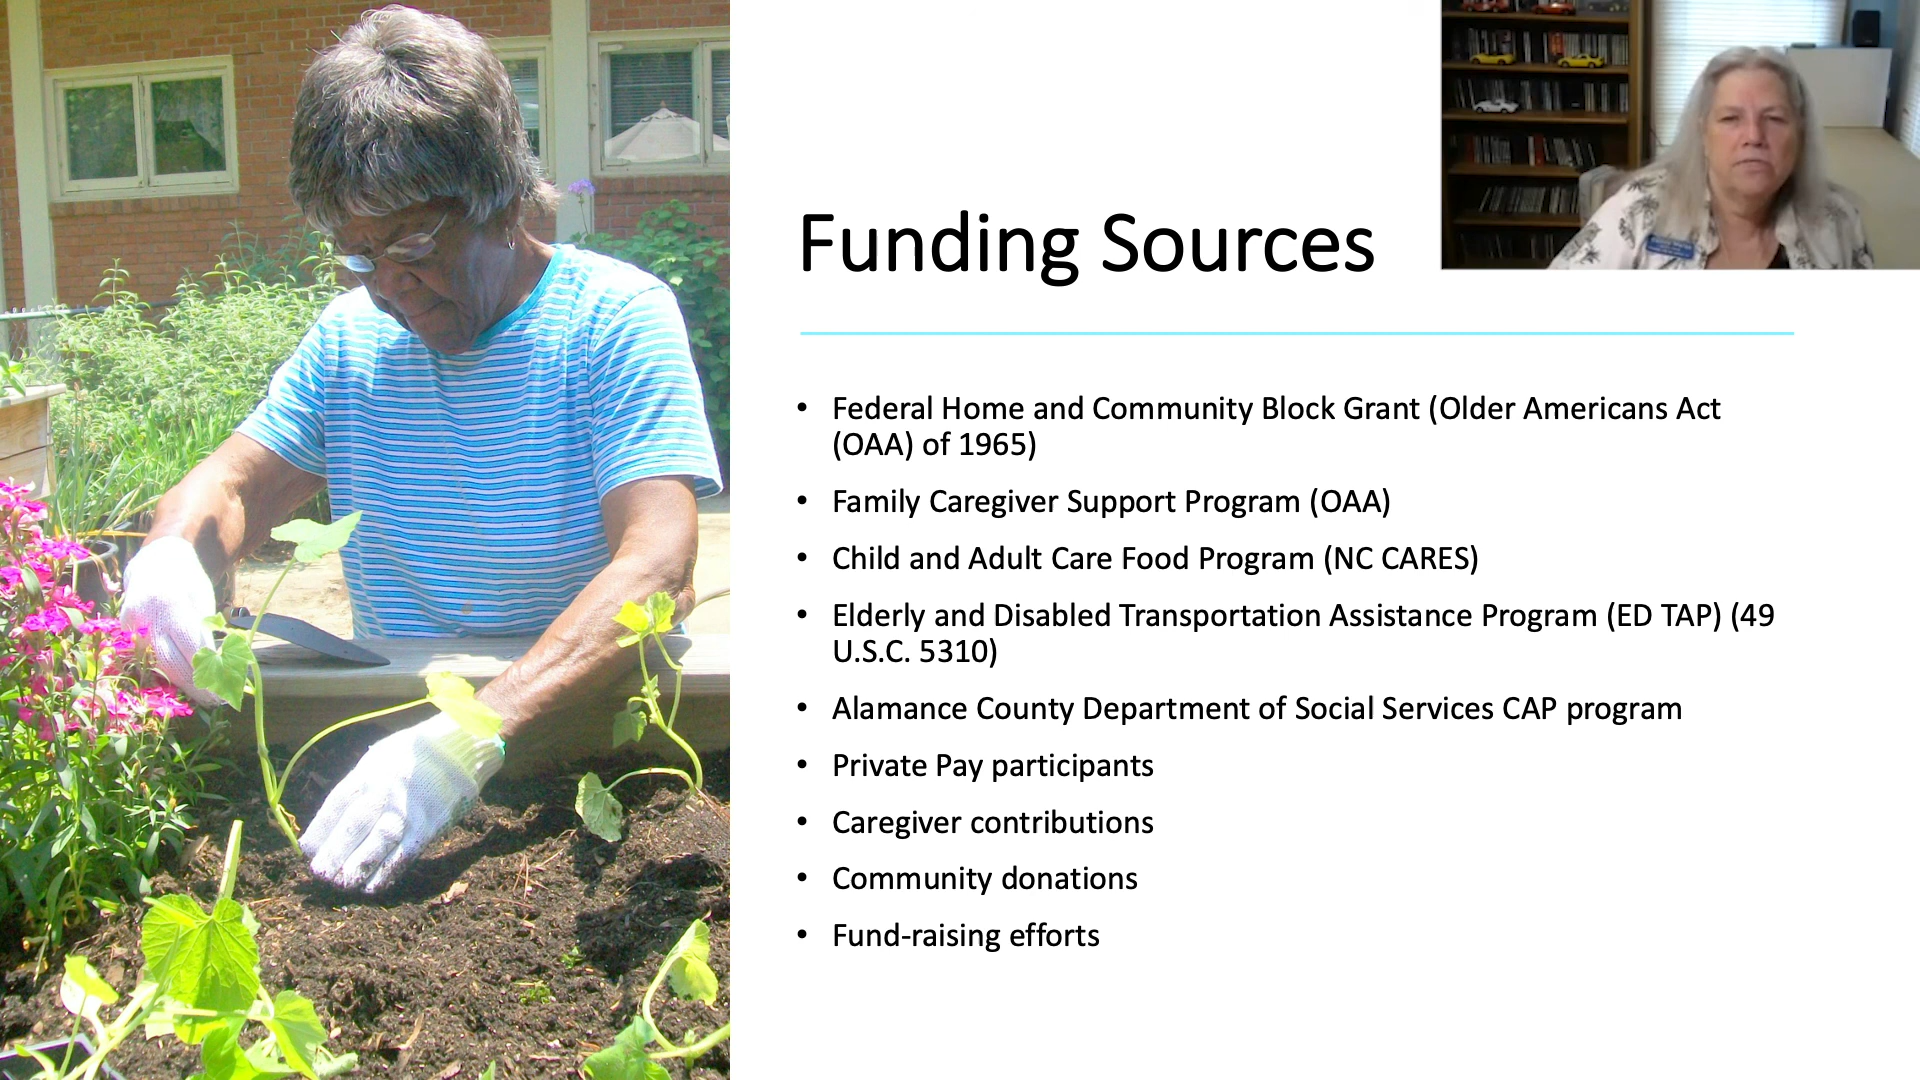 Funding Sources
• Federal Home and Community Block Grant (Older Americans Act
(OAA) of 1965)
• Family Caregiver Support Program (OAA)
• Child and Adult Care Food Program (NC CARES)
• Elderly and Disabled Transportation Assistance Program (ED TAP) (49
U.S.C. 5310)
• Alamance County Department of Social Services CAP program
• Private Pay participants
• Caregiver contributions
• Community donations
• Fund-raising efforts